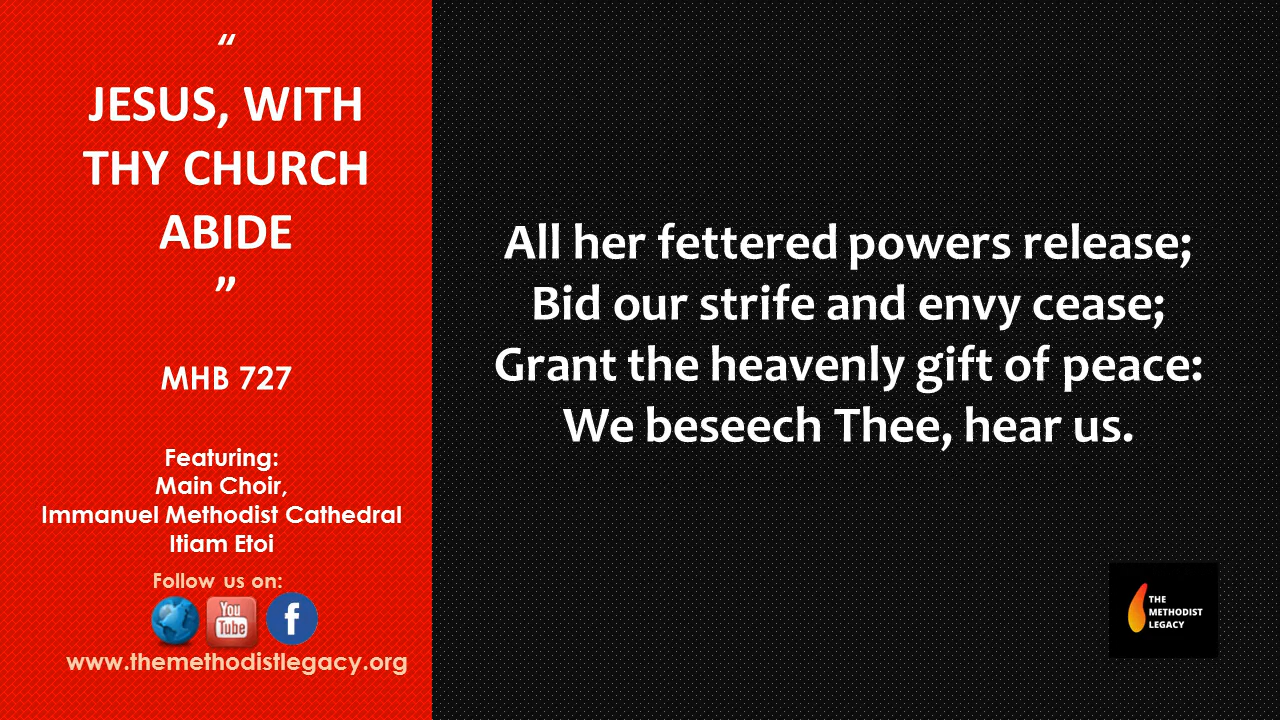 “
JESUS, WITH
THY CHURCH
ABIDE
”
MHB 727
Featuring:
Main Choir,
Immanuel Methodist Cathedral
Itiam Etoi
Follow us on:
You
Tube
f
www.themethodistlegacy.org
All her fettered powers release;
Bid our strife and envy cease;
Grant the heavenly gift of peace:
We beseech Thee, hear us.
THE
METHODIST
LEGACY